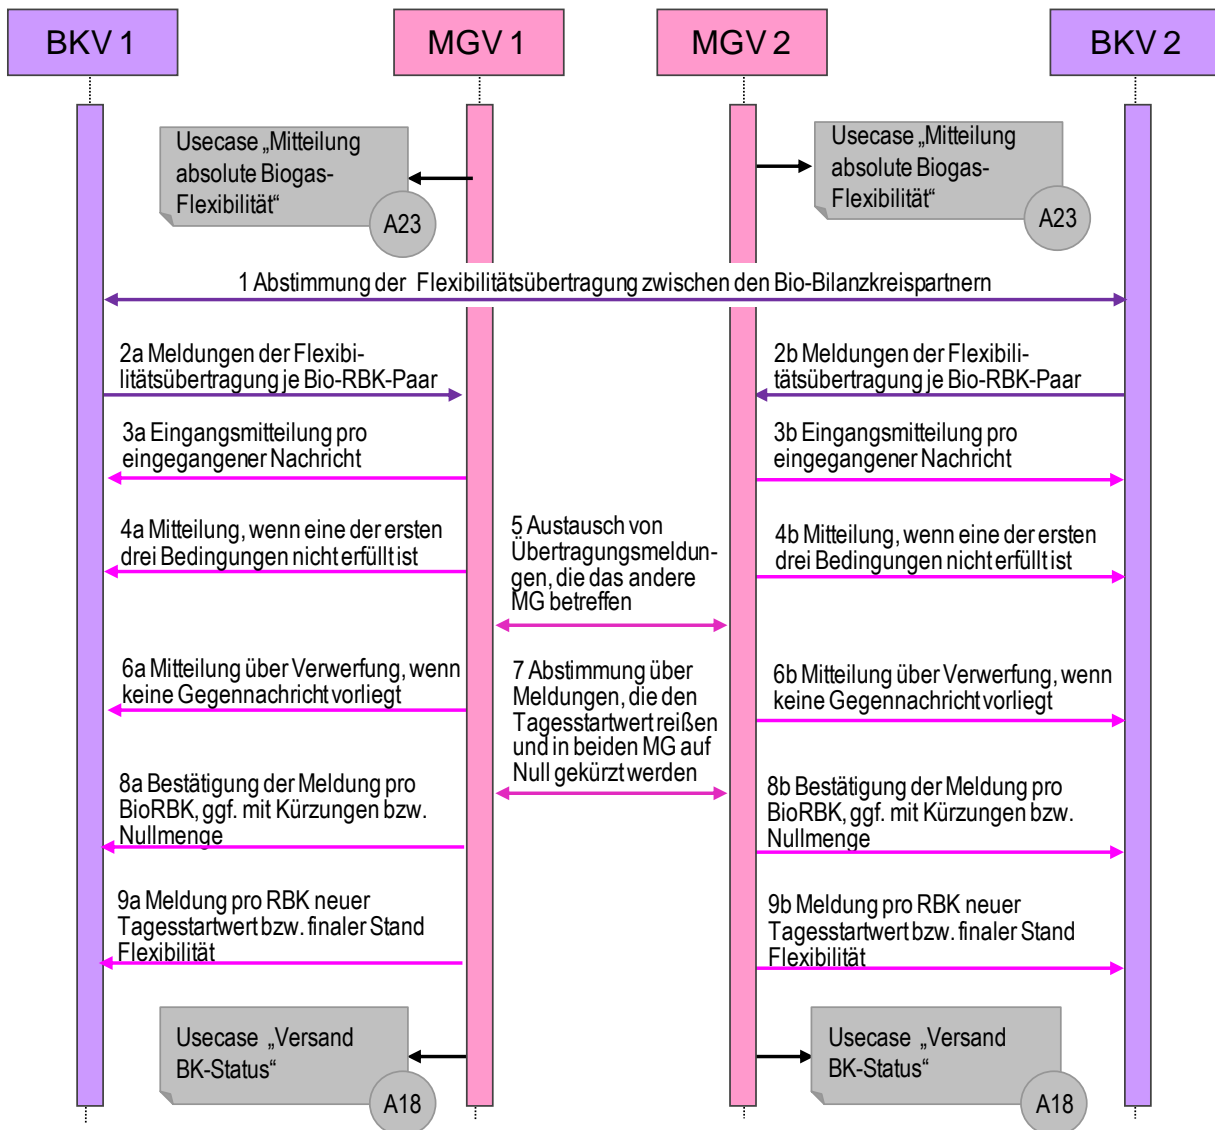 BKV 1
MGV 1
MGV 2
BKV 2
Usecase „Mitteilung
absolute Biogas-
Flexibilität“
A23
Usecase „Mitteilung
absolute Biogas-
Flexibilität“
A23
1 Abstimmung der Flexibilitätsübertragung zwischen den Bio-Bilanzkreispartnern
2a Meldungen der Flexibi-
litätsübertragung je Bio-RBK-Paar
2b Meldungen der Flexibili-
tätsübertragung je Bio-RBK-Paar
3a Eingangsmitteilung pro
eingegangener Nachricht
3b Eingangsmitteilung pro
eingegangener Nachricht
4a Mitteilung, wenn eine der ersten
drei Bedingungen nicht erfüllt ist
5 Austausch von
Übertragungsmeldun-
gen, die das andere
MG betreffen
4b Mitteilung, wenn eine der ersten
drei Bedingungen nicht erfüllt ist
6a Mitteilung über Verwerfung, wenn
keine Gegennachricht vorliegt
7 Abstimmung über
Meldungen, die den
Tagesstartwert reißen
und in beiden MG auf
Null gekürzt werden
6b Mitteilung über Verwerfung, wenn
keine Gegennachricht vorliegt
8a Bestätigung der Meldung pro
BioRBK, ggf. mit Kürzungen bzw.
Nullmenge
8b Bestätigung der Meldung pro
BioRBK, ggf. mit Kürzungen bzw.
Nullmenge
9a Meldung pro RBK neuer
Tagesstartwert bzw. finaler Stand
Flexibilität
9b Meldung pro RBK neuer
Tagesstartwert bzw. finaler Stand
Flexibilität
Usecase „Versand
BK-Status“
A18
Usecase „Versand
BK-Status“
A18